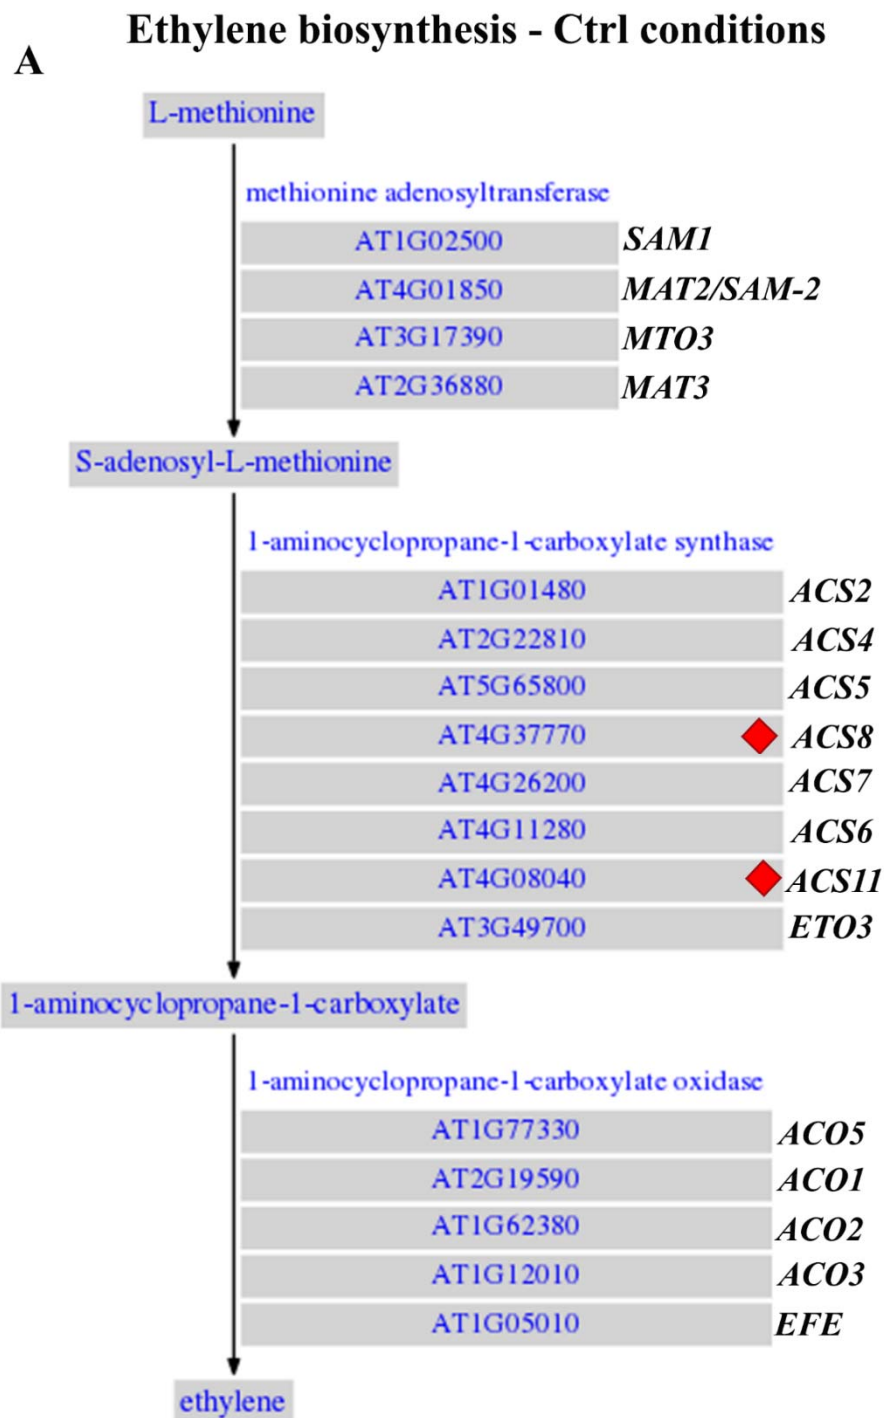 Ethylene biosynthesis - Ctrl conditions
A
L-methionine
methionine adenosyltransferase
AT1G02500 SAM1
AT4G01850 MAT2/SAM-2
AT3G17390 MTO3
AT2G36880 MAT3
S-adenosyl-L-methionine
1-aminocyclopropane-1-carboxylate synthase
AT1G01480 ACS2
AT2G22810 ACS4
AT5G65800 ACS5
AT4G37770 ACS8
AT4G26200 ACS7
AT4G11280 ACS6
AT4G08040 ACS11
AT3G49700 ETO3
1-aminocyclopropane-1-carboxylate
1-aminocyclopropane-1-carboxylate oxidase
AT1G77330 ACO5
AT2G19590 ACO1
AT1G62380 ACO2
AT1G12010 ACO3
AT1G05010 EFE
ethylene